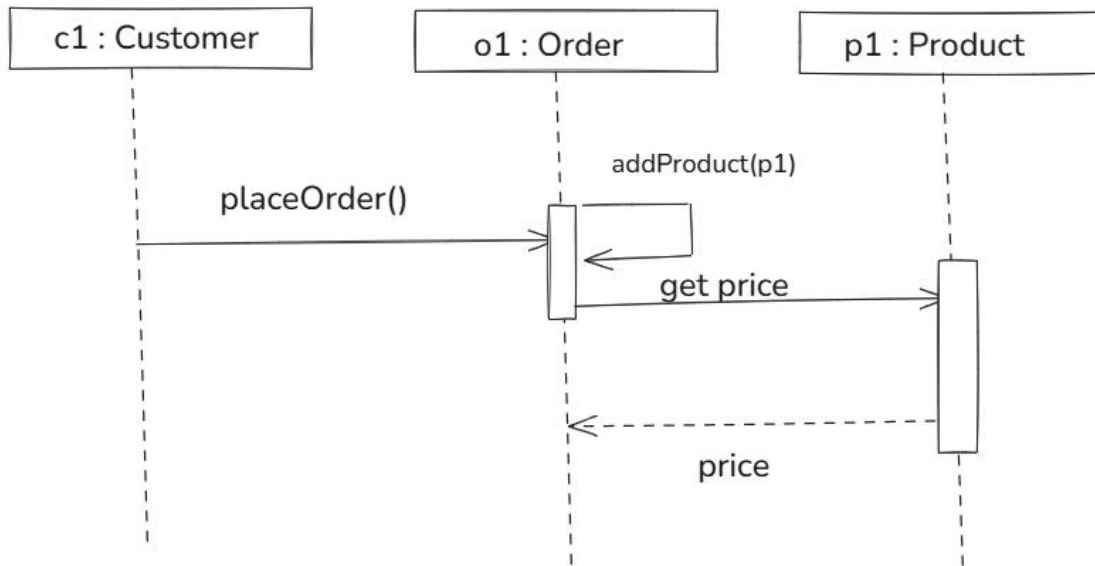 c1 : Customer
o1 : Order
p1 : Product
addProduct(p1)
placeOrder()
get price
price